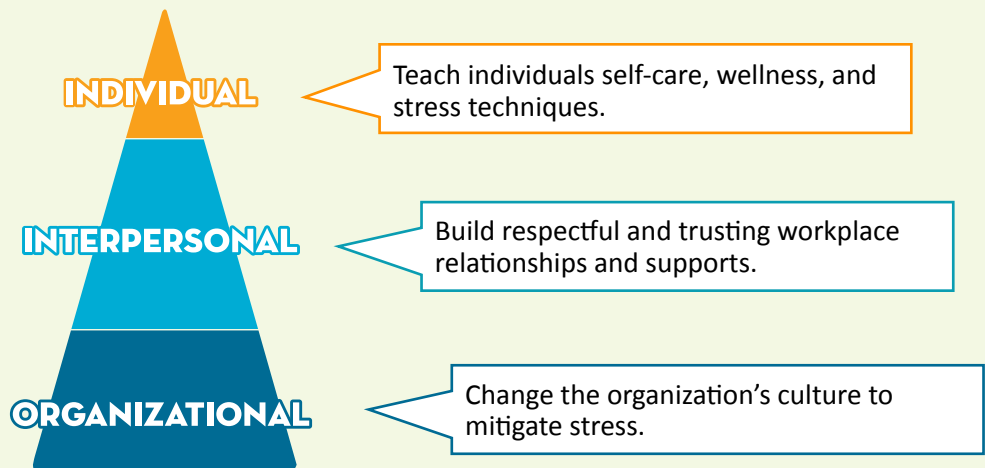 INDIVIDUAL
Teach individuals self-care, wellness, and
stress techniques.
INTERPERSONAL
Build respectful and trusting workplace
relationships and supports.
ORGANIZATIONAL
Change the organization’s culture to
mitigate stress.